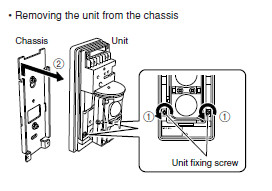 • Removing the unit from the chassis
Chassis
Unit
②
①
①
Unit fixing screw